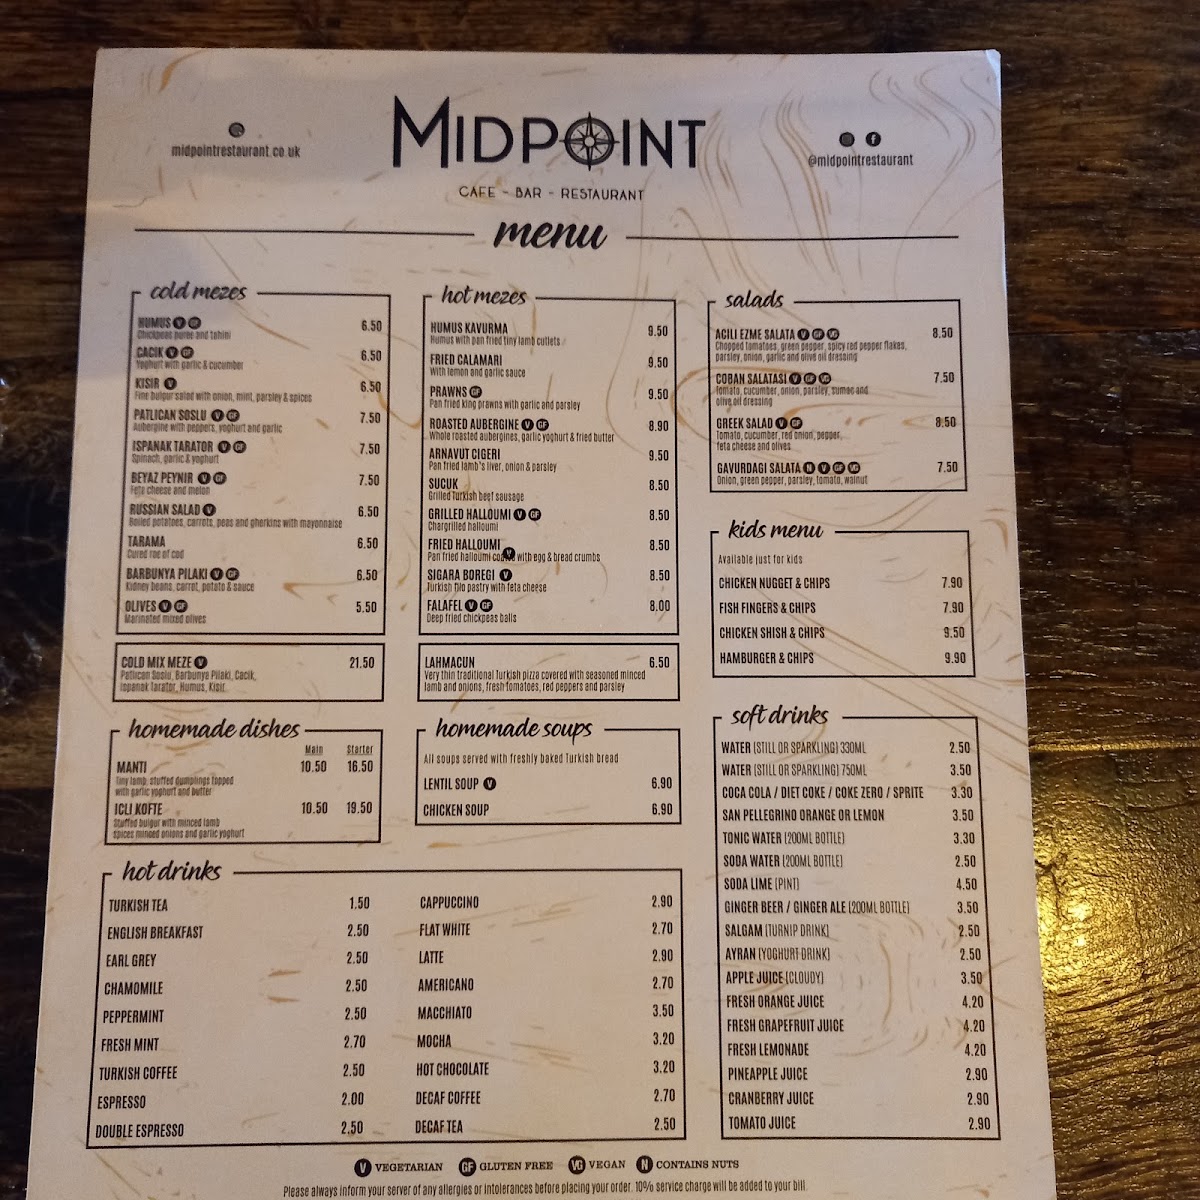 midpointrestaurant.co.uk
MIDPOINT
@midpointrestaurant
CAFE - BAR - RESTAURANT
menu
cold mezes
HUMUS V GF 6.50
Chickpeas puree and tahini
CACIK V GF 6.50
Yoghurt with garlic & cucumber
KISIR V 6.50
Fine bulgur salad with onion, mint, parsley & spices
PATLICAN SOSLU V GF 7.50
Aubergine with peppers, yoghurt and garlic
ISPANAK TARATOR V GF 7.50
Spinach, garlic & yoghurt
BEYAZ PEYNIR V GF 7.50
Feta cheese and melon
RUSSIAN SALAD V 6.50
Boiled potatoes, carrots, peas and gherkins with mayonnaise
TARAMA 6.50
Cured roe of cod
BARBUNYA PILAKI V GF 6.50
Kidney beans, carrot, potato & sauce
OLIVES V GF 5.50
Marinated mixed olives
COLD MIX MEZE V 21.50
Patlican Soslu, Barbunya Pilaki, Cacik,
Ispanak Tarator, Humus, Kisir
hot mezes
HUMUS KAVURMA 9.50
Humus with pan fried tiny lamb cutlets
FRIED CALAMARI 9.50
With lemon and garlic sauce
PRAWNS GF 9.50
Pan fried king prawns with garlic and parsley
ROASTED AUBERGINE V GF 8.90
Whole roasted aubergines, garlic yoghurt & fried butter
ARNAVUT CIGERI 9.50
Pan fried lamb's liver, onion & parsley
SUCUK 8.50
Grilled Turkish beef sausage
GRILLED HALLOUMI V GF 8.50
Chargrilled halloumi
FRIED HALLOUMI V 8.50
Pan fried halloumi with egg & bread crumbs
SIGARA BOREGI V 8.50
Turkish filo pastry with feta cheese
FALAFEL V GF 8.00
Deep fried chickpeas balls
LAHMACUN 6.50
Very thin traditional Turkish pizza covered with seasoned minced
lamb and onions, fresh tomatoes, red peppers and parsley
salads
ACILI EZME SALATA V GF VG 8.50
Chopped tomatoes, green pepper, spicy red pepper flakes,
parsley, onion, garlic and olive oil dressing
COBAN SALATASI V GF VG 7.50
Tomato, cucumber, onion, parsley, sumac and
olive oil dressing
GREEK SALAD V GF 8.50
Tomato, cucumber, red onion, pepper,
feta cheese and olives
GAVURDAGI SALATA N V GF VG 7.50
Onion, green pepper, parsley, tomato, walnut
kids menu
Available just for kids
CHICKEN NUGGET & CHIPS 7.90
FISH FINGERS & CHIPS 7.90
CHICKEN SHISH & CHIPS 9.50
HAMBURGER & CHIPS 9.90
homemade dishes
Main Starter
MANTI 10.50 16.50
Tiny lamb, stuffed dumplings topped
with garlic yoghurt and butter
ICLI KOFTE 10.50 19.50
Stuffed bulgur with minced lamb
spices minced onions and garlic yoghurt
homemade soups
All soups served with freshly baked Turkish bread
LENTIL SOUP V 6.90
CHICKEN SOUP 6.90
soft drinks
WATER (STILL OR SPARKLING) 330ML 2.50
WATER (STILL OR SPARKLING) 750ML 3.50
COCA COLA / DIET COKE / COKE ZERO / SPRITE 3.30
SAN PELLEGRINO ORANGE OR LEMON 3.50
TONIC WATER (200ML BOTTLE) 3.30
SODA WATER (200ML BOTTLE) 2.50
SODA LIME (PINT) 4.50
GINGER BEER / GINGER ALE (200ML BOTTLE) 3.50
SALGAM (TURNIP DRINK) 2.50
AYRAN (YOGHURT DRINK) 2.50
APPLE JUICE (CLOUDY) 3.50
FRESH ORANGE JUICE 4.20
FRESH GRAPEFRUIT JUICE 4.20
FRESH LEMONADE 4.20
PINEAPPLE JUICE 2.90
CRANBERRY JUICE 2.90
TOMATO JUICE 2.90
hot drinks
TURKISH TEA 1.50
ENGLISH BREAKFAST 2.50
EARL GREY 2.50
CHAMOMILE 2.50
PEPPERMINT 2.50
FRESH MINT 2.70
TURKISH COFFEE 2.50
ESPRESSO 2.00
DOUBLE ESPRESSO 2.50
CAPPUCCINO 2.90
FLAT WHITE 2.70
LATTE 2.90
AMERICANO 2.70
MACCHIATO 3.50
MOCHA 3.20
HOT CHOCOLATE 3.20
DECAF COFFEE 2.70
DECAF TEA 2.50
V VEGETARIAN GF GLUTEN FREE VG VEGAN N CONTAINS NUTS
Please always inform your server of any allergies or intolerances before placing your order. 10% service charge will be added to your bill.